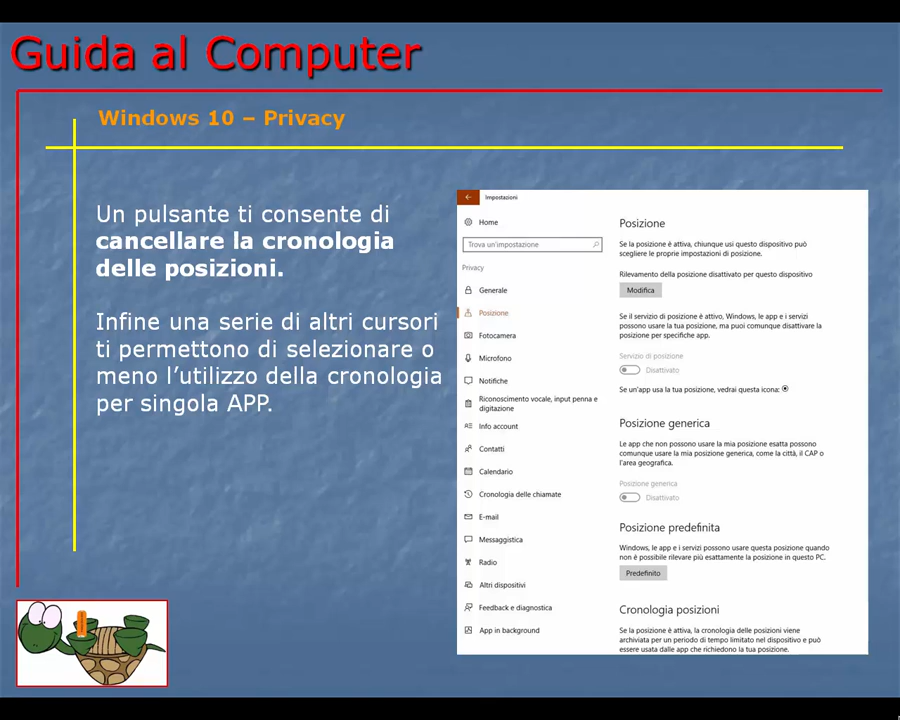 Guida al Computer
Windows 10 – Privacy
Un pulsante ti consente di
cancellare la cronologia
delle posizioni.
Infine una serie di altri cursori
ti permettono di selezionare o
meno l’utilizzo della cronologia
per singola APP.
Impostazioni
Home
Trova un'impostazione
Privacy
Generale
Posizione
Fotocamera
Microfono
Notifiche
Riconoscimento vocale, input penna e
digitazione
Info account
Contatti
Calendario
Cronologia delle chiamate
E-mail
Messaggistica
Radio
Altri dispositivi
Feedback e diagnostica
App in background
Posizione
Se la posizione è attiva, chiunque usi questo dispositivo può
scegliere le proprie impostazioni di posizione.
Rilevamento della posizione disattivato per questo dispositivo
Modifica
Se il servizio di posizione è attivo, Windows, le app e i servizi
possono usare la tua posizione, ma puoi comunque disattivare la
posizione per specifiche app.
Servizio di posizione
Disattivato
Se un'app usa la tua posizione, vedrai questa icona:
Posizione generica
Le app che non possono usare la mia posizione esatta possono
comunque usare la mia posizione generica, come la città, il CAP o
l'area geografica.
Posizione generica
Disattivato
Posizione predefinita
Windows, le app e i servizi possono usare questa posizione quando
non è possibile rilevare più esattamente la posizione in questo PC.
Predefinito
Cronologia posizioni
Se la posizione è attiva, la cronologia delle posizioni viene
archiviata per un periodo di tempo limitato nel dispositivo e può
essere usata dalle app che richiedono la tua posizione.